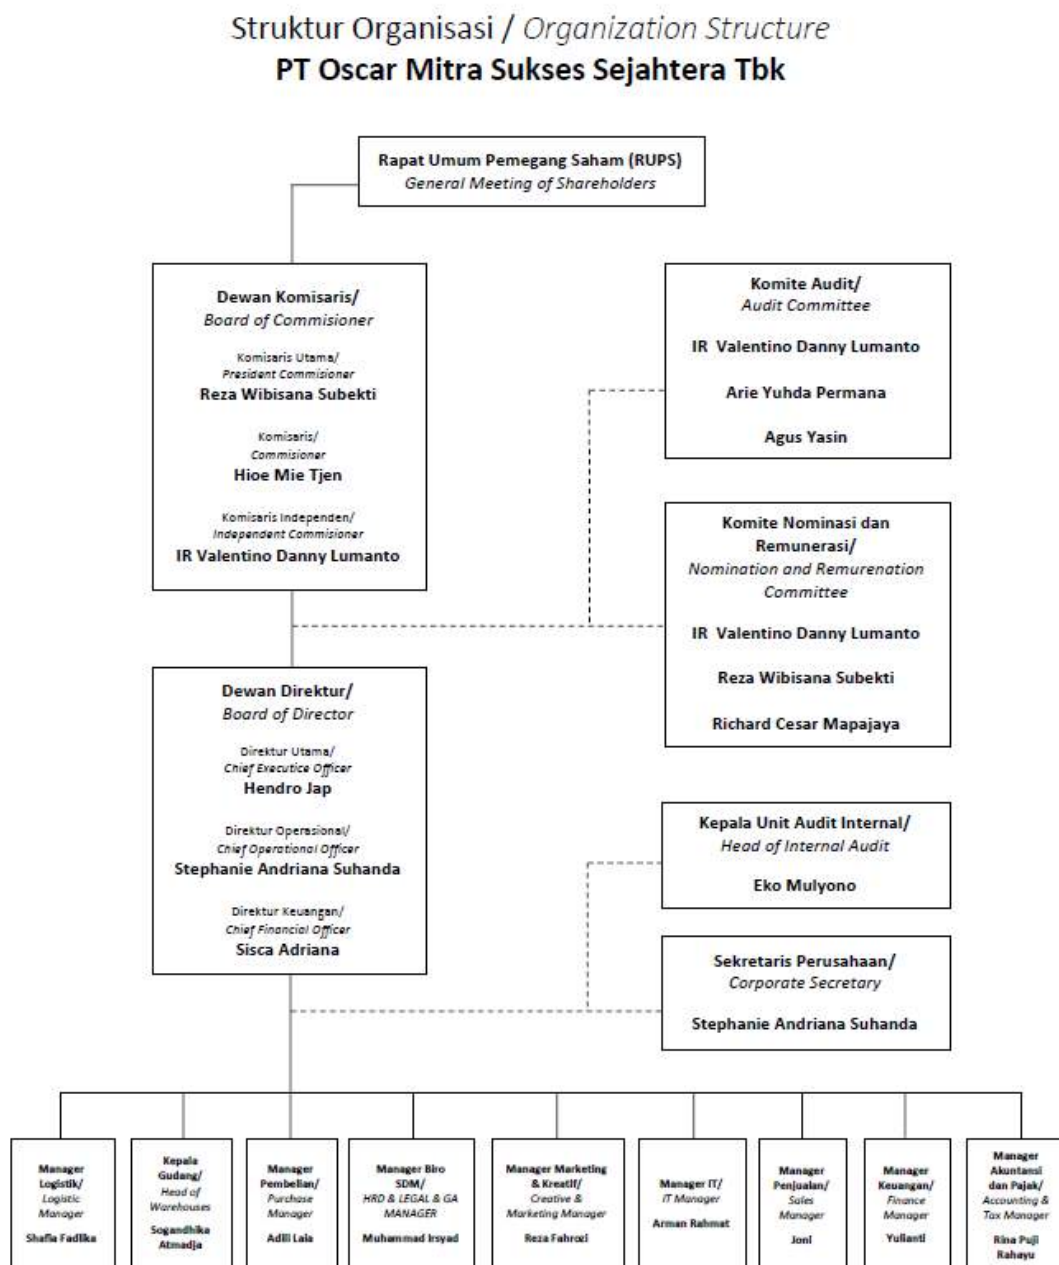 Struktur Organisasi / Organization Structure
PT Oscar Mitra Sukses Sejahtera Tbk
Rapat Umum Pemegang Saham (RUPS)
General Meeting of Shareholders
Dewan Komisaris/
Board of Commisioner
Komisaris Utama/
President Commisioner
Reza Wibisana Subekti
Komisaris/
Commisioner
Hioe Mie Tjen
Komisaris Independen/
Independent Commisioner
IR Valentino Danny Lumanto
Komite Audit/
Audit Committee
IR Valentino Danny Lumanto
Arie Yuhda Permana
Agus Yasin
Komite Nominasi dan
Remunerasi/
Nomination and Remurenation
Committee
IR Valentino Danny Lumanto
Reza Wibisana Subekti
Richard Cesar Mapajaya
Dewan Direktur/
Board of Director
Direktur Utama/
Chief Executice Officer
Hendro Jap
Direktur Operasional/
Chief Operational Officer
Stephanie Andriana Suhanda
Direktur Keuangan/
Chief Financial Officer
Sisca Adriana
Kepala Unit Audit Internal/
Head of Internal Audit
Eko Mulyono
Sekretaris Perusahaan/
Corporate Secretary
Stephanie Andriana Suhanda
Manager
Logistik/
Logistic
Manager
Shafia Fadlika
Kepala
Gudang/
Head of
Warehouses
Sogandhika
Atmadja
Manager
Pembelian/
Purchase
Manager
Adili Laia
Manager Biro
SDM/
HRD & LEGAL & GA
MANAGER
Muhammad Irsyad
Manager Marketing
& Kreatif/
Creative &
Marketing Manager
Reza Fahrozi
Manager IT/
IT Manager
Arman Rahmat
Manager
Penjualan/
Sales
Manager
Joni
Manager
Keuangan/
Finance
Manager
Yulianti
Manager
Akuntansi
dan Pajak/
Accounting &
Tax Manager
Rina Puji
Rahayu